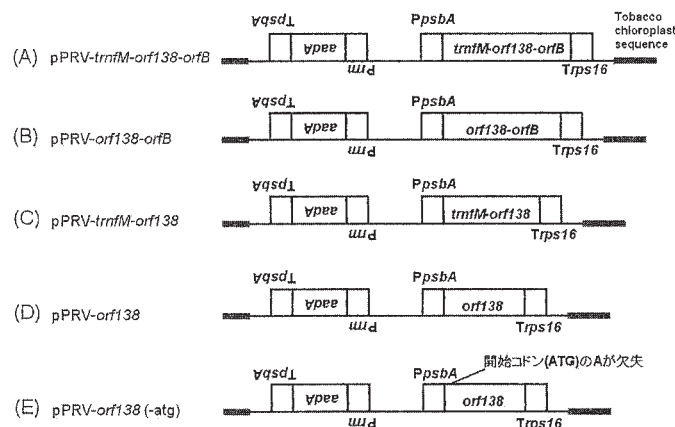 Tobacco
chloroplast
sequence
(A) pPRV-trnfM-orf138-orfB
TpsbA
aadA
Prrn
PpsbA
trnfM-orf138-orfB
Trps16
(B) pPRV-orf138-orfB
TpsbA
aadA
Prrn
PpsbA
orf138-orfB
Trps16
(C) pPRV-trnfM-orf138
TpsbA
aadA
Prrn
PpsbA
trnfM-orf138
Trps16
(D) pPRV-orf138
TpsbA
aadA
Prrn
PpsbA
orf138
Trps16
開始コドン(ATG)のAが欠失
(E) pPRV-orf138 (-atg)
TpsbA
aadA
Prrn
PpsbA
orf138
Trps16